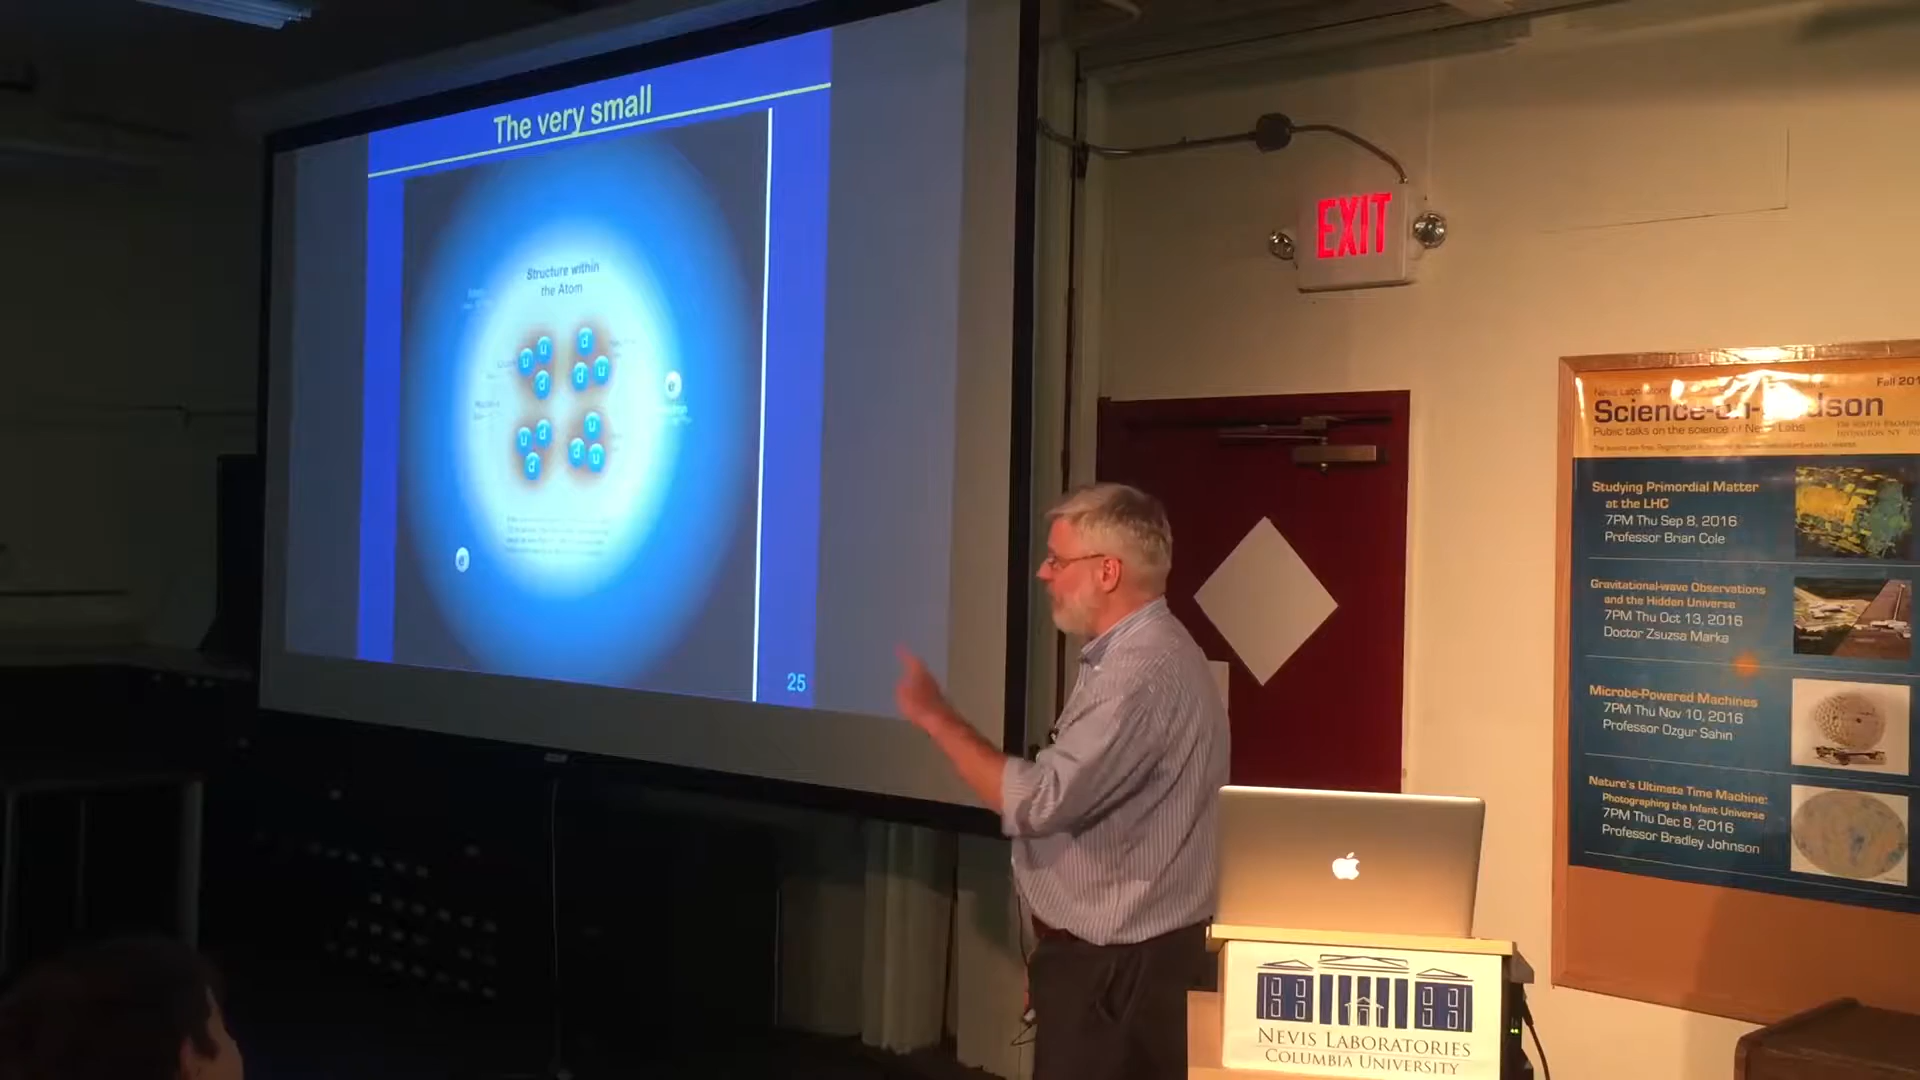 The very small
Structure within
the Atom
u
u
d
d
d
u
e
u
u
d
d
d
u
e
25
EXIT
Fall 201
Science-on-Hudson
Public talks on the science of Nevis Labs
Studying Primordial Matter
at the LHC
7PM Thu Sep 8, 2016
Professor Brian Cole
Gravitational-wave Observations
and the Hidden Universe
7PM Thu Oct 13, 2016
Doctor Zsuzsa Marka
Microbe-Powered Machines
7PM Thu Nov 10, 2016
Professor Ozgur Sahin
Nature's Ultimate Time Machine:
Photographing the Infant Universe
7PM Thu Dec 8, 2016
Professor Bradley Johnson
NEVIS LABORATORIES
COLUMBIA UNIVERSITY